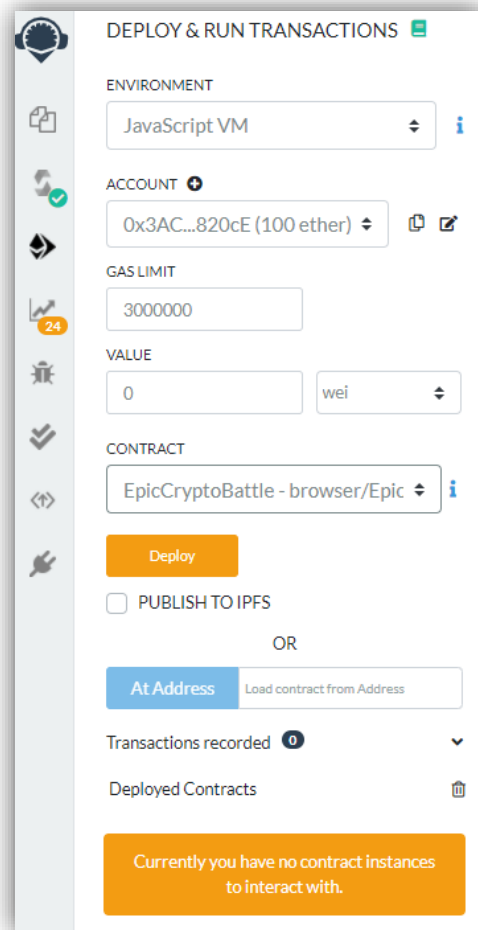 DEPLOY & RUN TRANSACTIONS
ENVIRONMENT
JavaScript VM
ACCOUNT
0x3AC...820cE (100 ether)
GAS LIMIT
3000000
24
VALUE
0 wei
CONTRACT
EpicCryptoBattle - browser/Epic
Deploy
PUBLISH TO IPFS
OR
At Address Load contract from Address
Transactions recorded 0
Deployed Contracts
Currently you have no contract instances
to interact with.